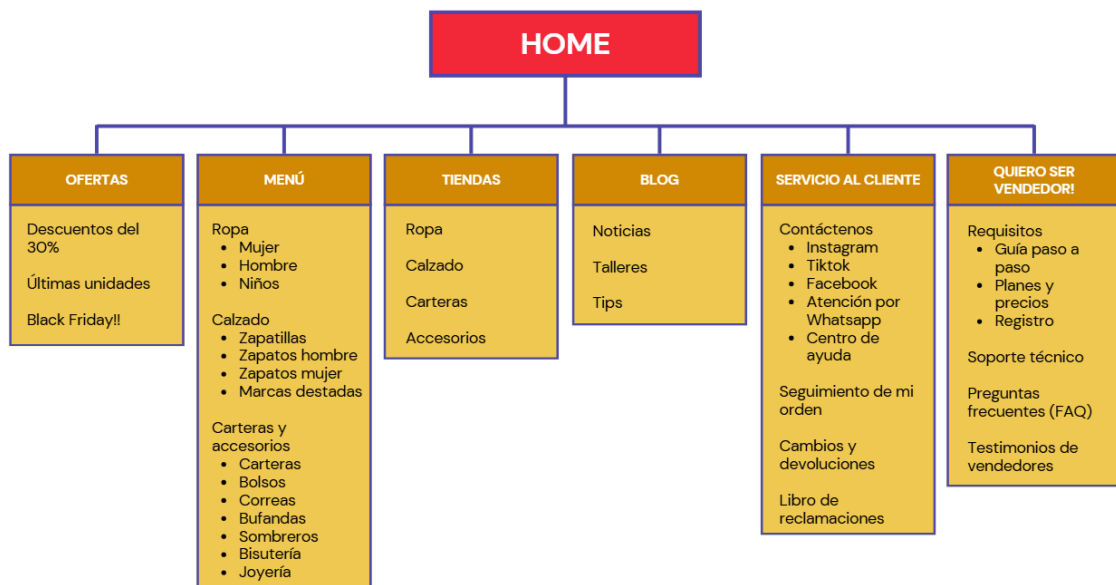 HOME
OFERTAS
Descuentos del
30%
Últimas unidades
Black Friday!!
MENÚ
Ropa
• Mujer
• Hombre
• Niños
Calzado
• Zapatillas
• Zapatos hombre
• Zapatos mujer
• Marcas destadas
Carteras y
accesorios
• Carteras
• Bolsos
• Correas
• Bufandas
• Sombreros
• Bisutería
• Joyería
TIENDAS
Ropa
Calzado
Carteras
Accesorios
BLOG
Noticias
Talleres
Tips
SERVICIO AL CLIENTE
Contáctenos
• Instagram
• Tiktok
• Facebook
• Atención por
Whatsapp
• Centro de
ayuda
Seguimiento de mi
orden
Cambios y
devoluciones
Libro de
reclamaciones
QUIERO SER
VENDEDOR!
Requisitos
• Guía paso a
paso
• Planes y
precios
• Registro
Soporte técnico
Preguntas
frecuentes (FAQ)
Testimonios de
vendedores